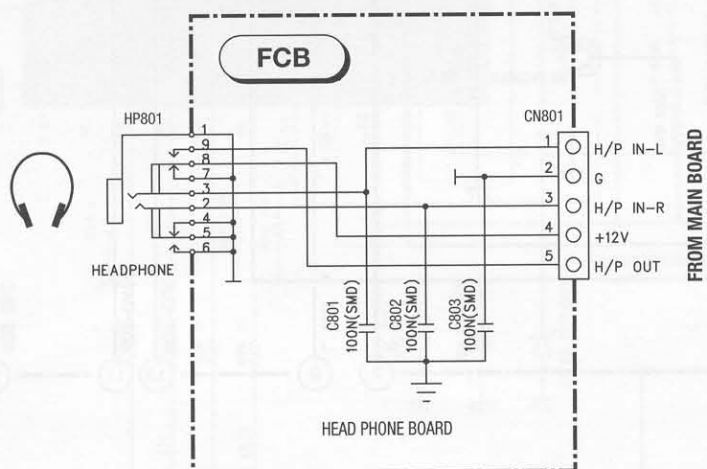 FCB
HP801
CN801
1
9
8
7
3
2
4
5
6
HEADPHONE
1 H/P IN-L
2 G
3 H/P IN-R
4 +12V
5 H/P OUT
FROM MAIN BOARD
C801
100N(SMD)
C802
100N(SMD)
C803
100N(SMD)
HEAD PHONE BOARD